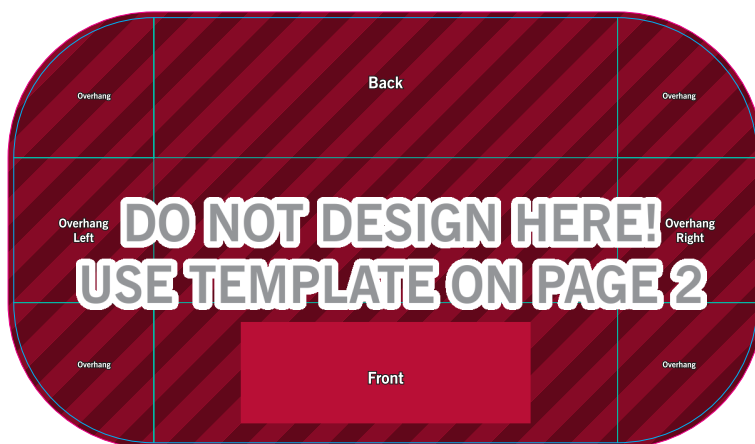 Back
Overhang
Overhang
Overhang
Left
DO NOT DESIGN HERE!
Overhang
Right
USE TEMPLATE ON PAGE 2
Overhang
Front
Overhang